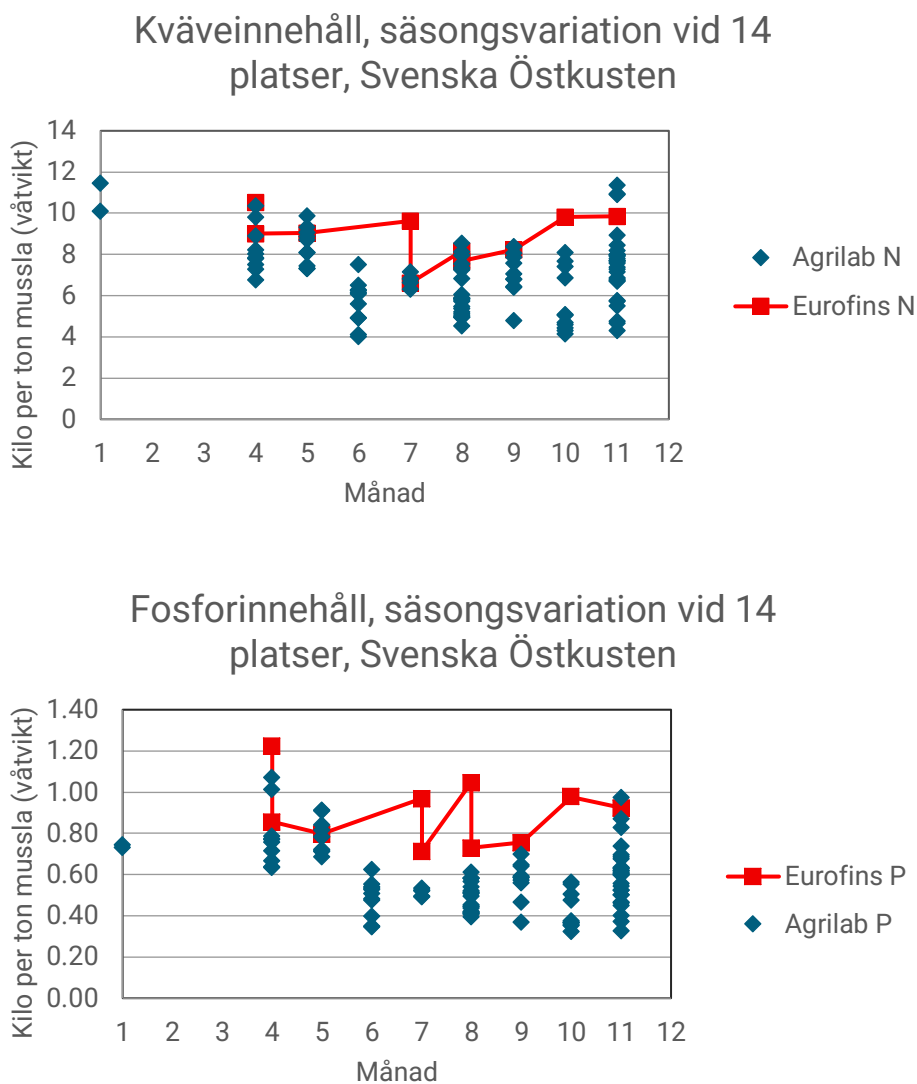 Kväveinnehåll, säsongsvariation vid 14
platser, Svenska Östkusten
Kilo per ton mussla (våtvikt)
14
12
10
8
6
4
2
0
1 2 3 4 5 6 7 8 9 10 11 12
Månad
Agrilab N
Eurofins N
Fosforinnehåll, säsongsvariation vid 14
platser, Svenska Östkusten
Kilo per ton mussla (våtvikt)
1.40
1.20
1.00
0.80
0.60
0.40
0.20
0.00
1 2 3 4 5 6 7 8 9 10 11 12
Månad
Eurofins P
Agrilab P